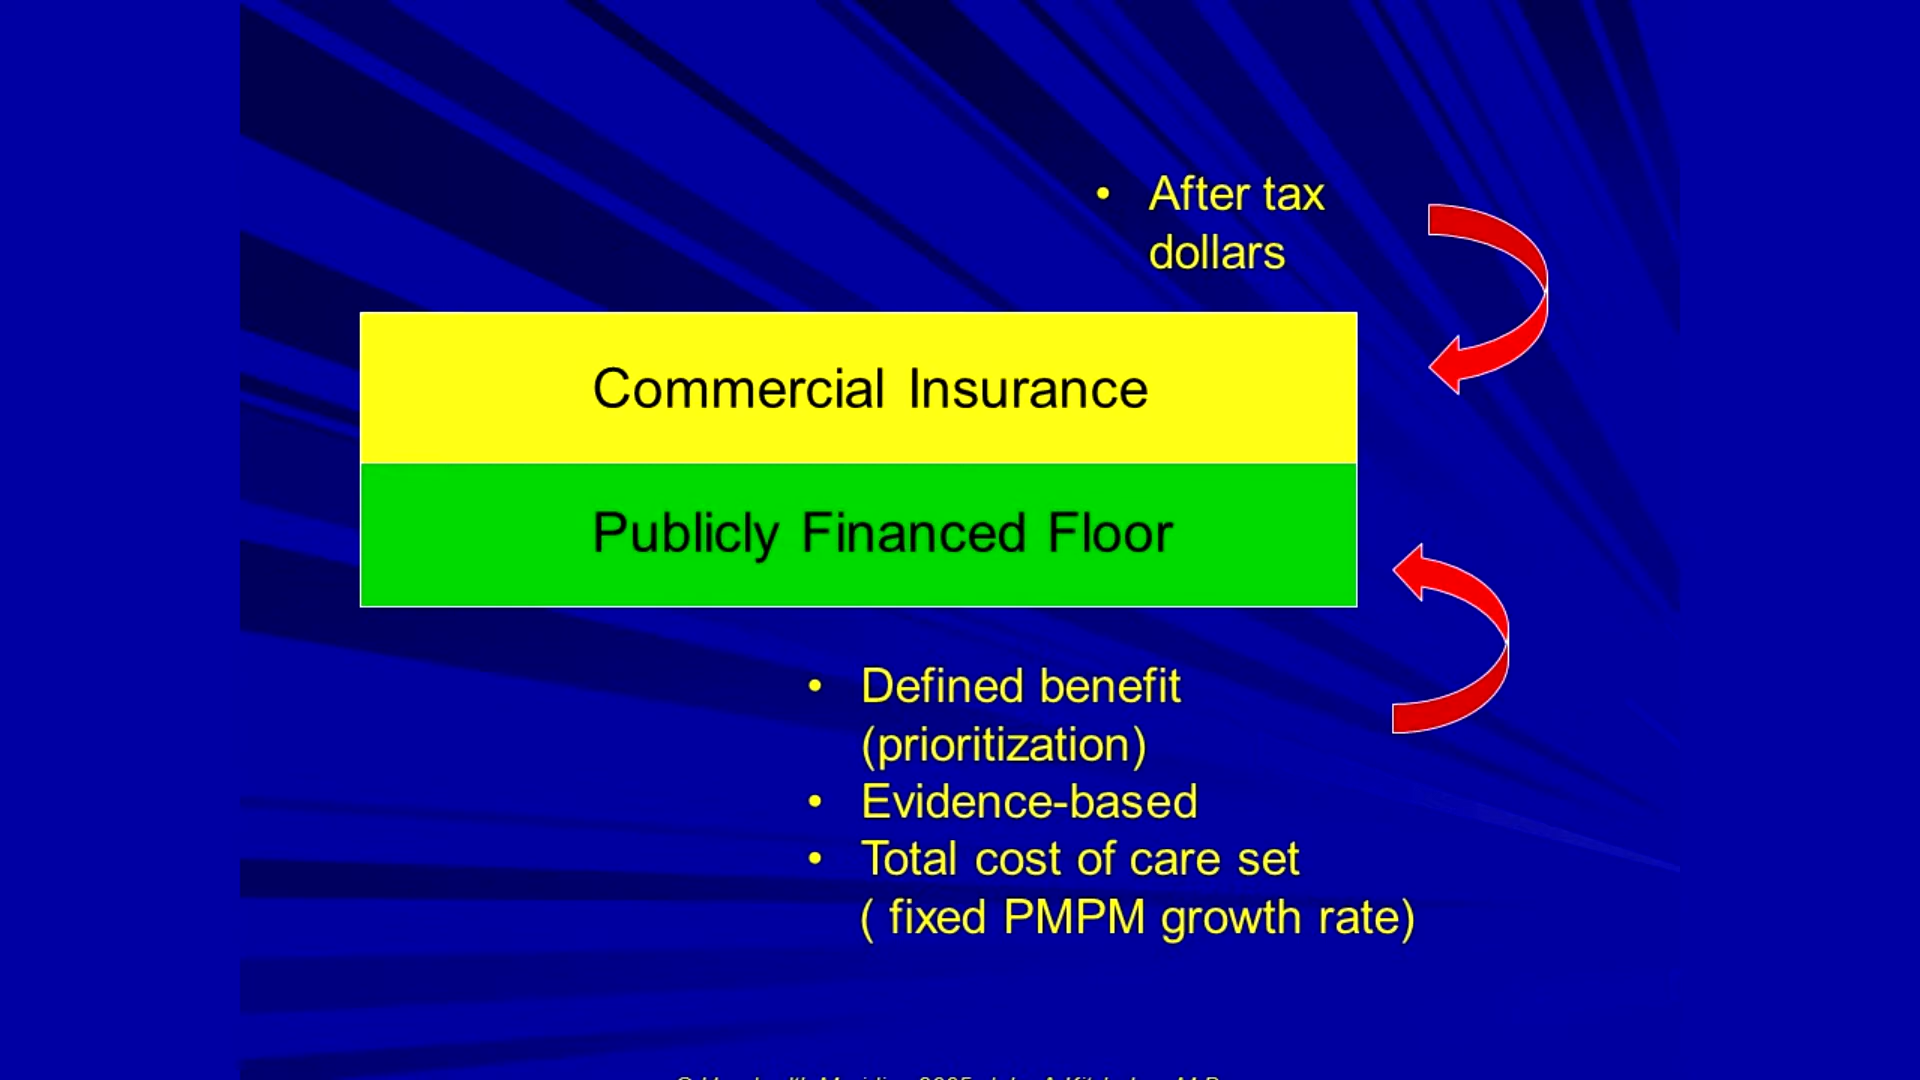 • After tax
dollars
Commercial Insurance
Publicly Financed Floor
• Defined benefit
(prioritization)
• Evidence-based
• Total cost of care set
( fixed PMPM growth rate)